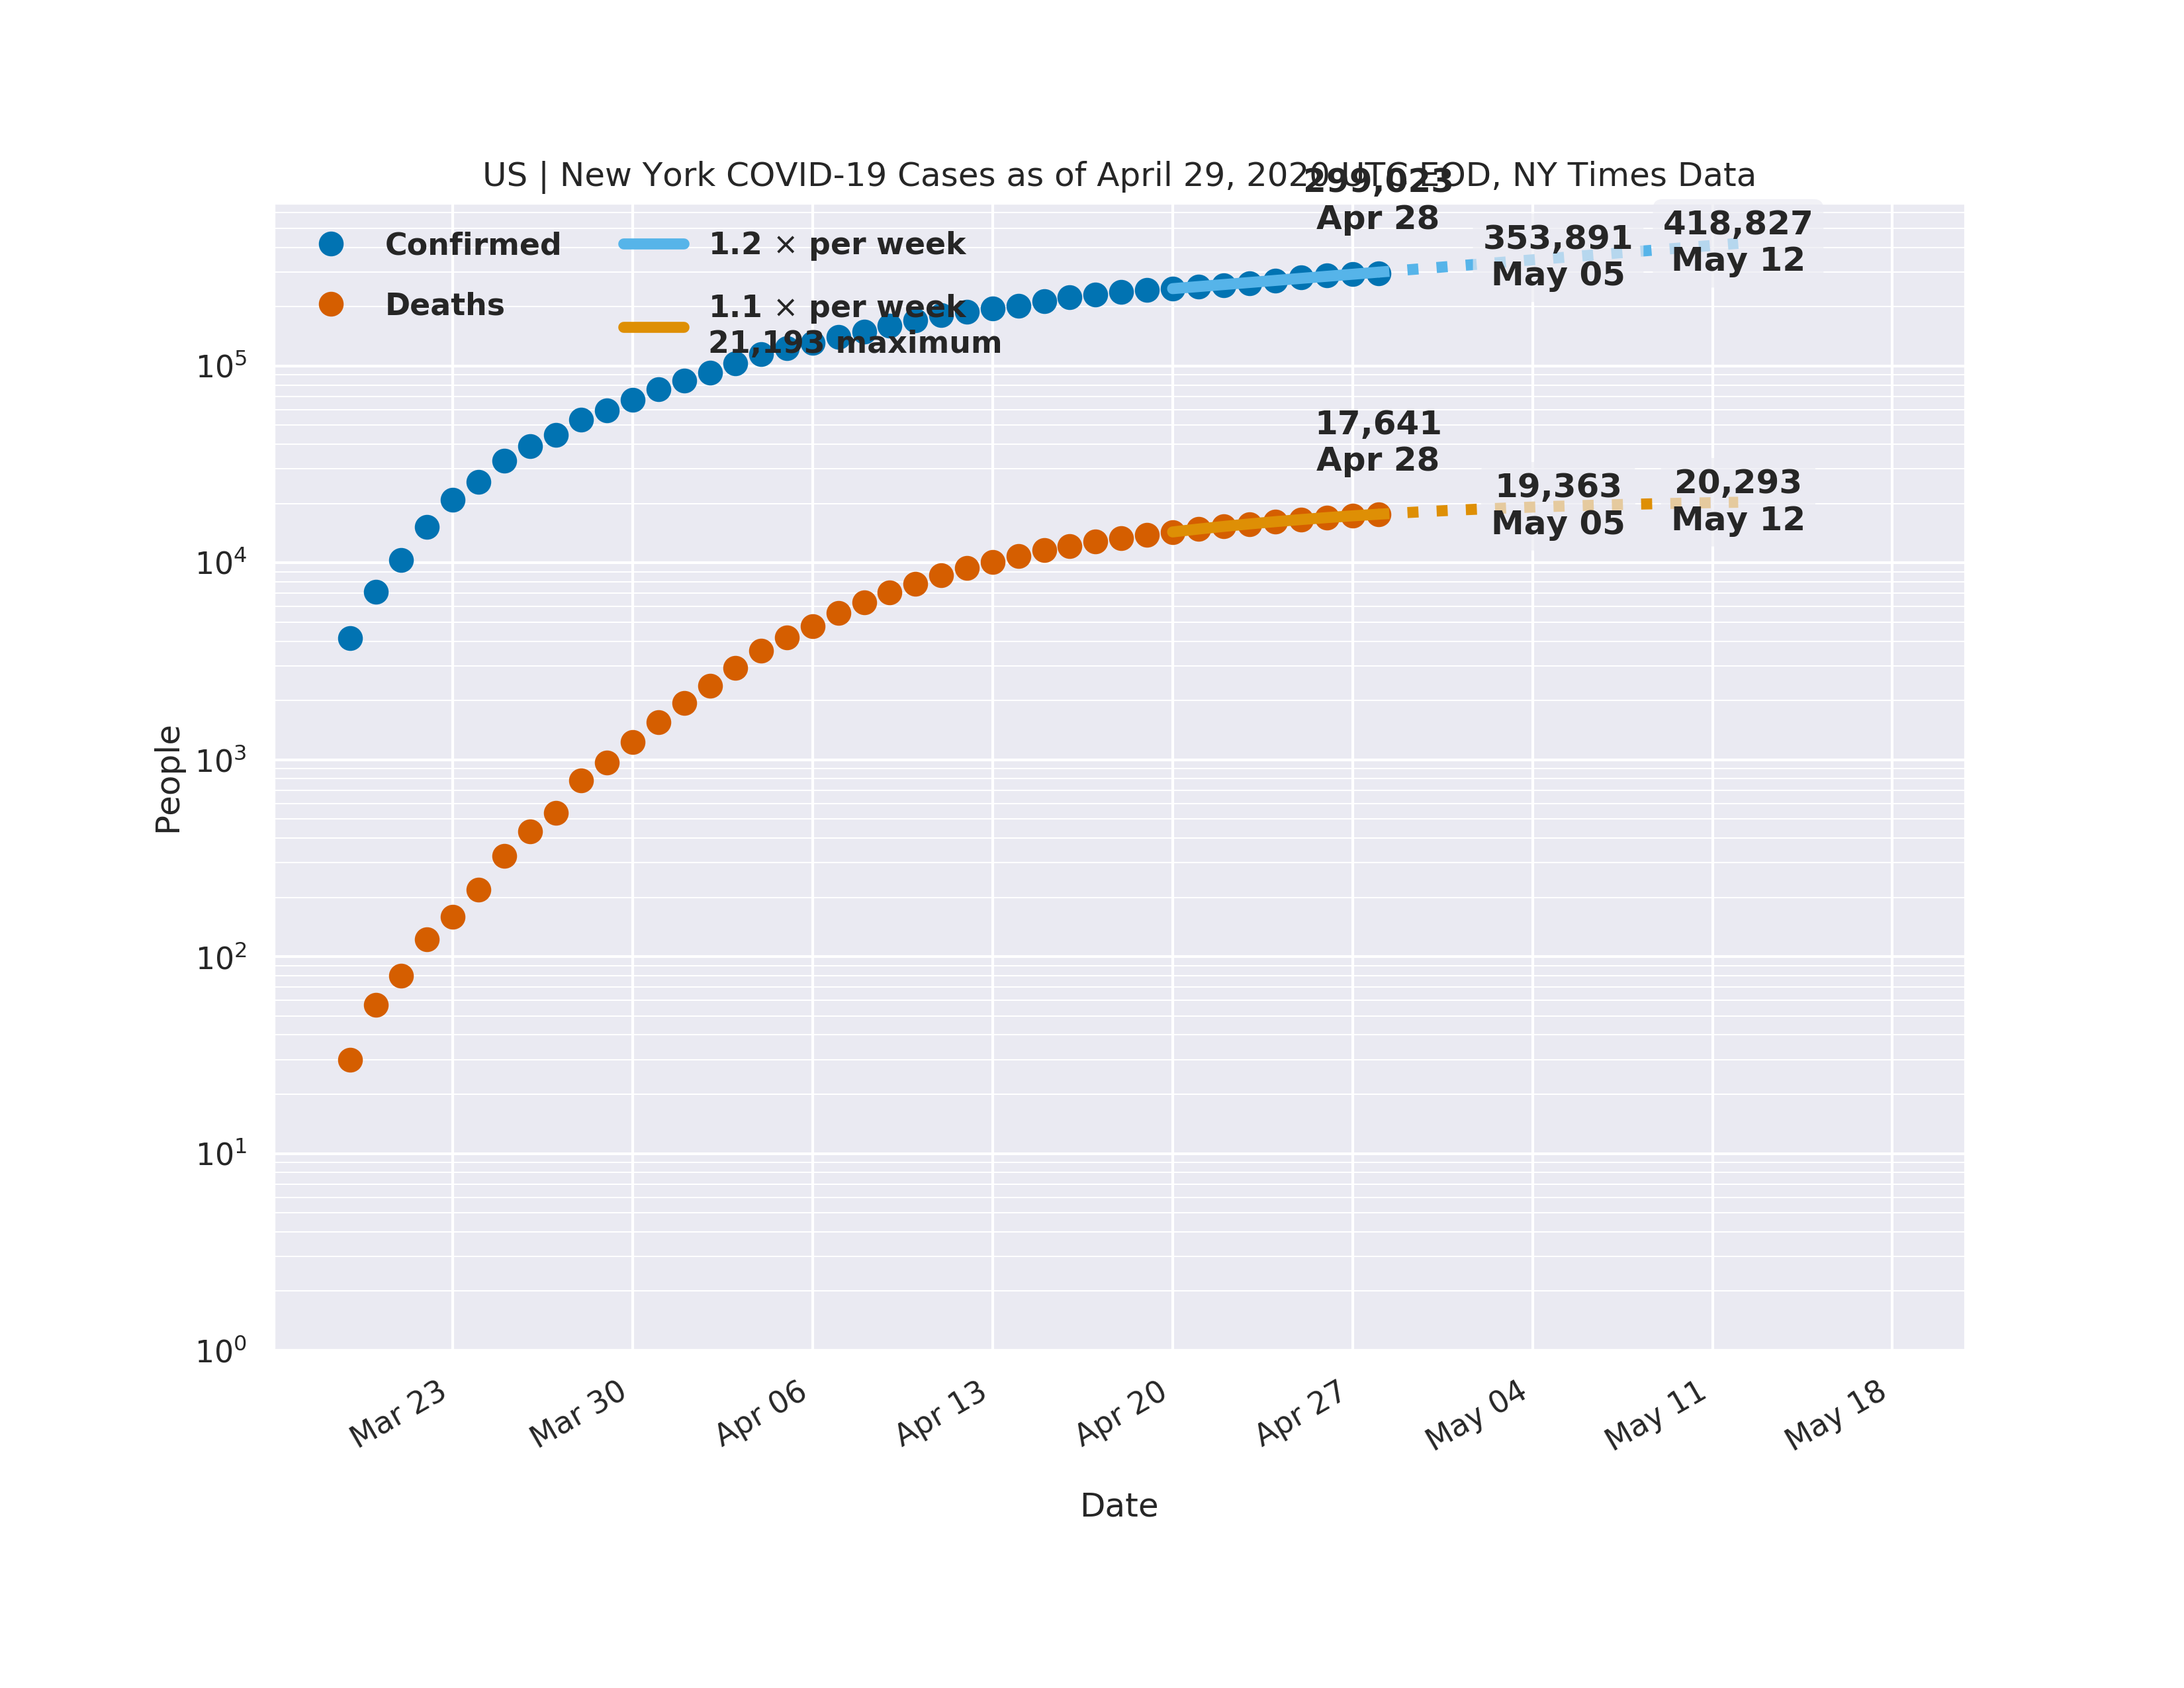 US | New York COVID-19 Cases as of April 29, 2020 UTC EOD, NY Times Data
299,023
Apr 28
353,891
May 05
418,827
May 12
Confirmed
Deaths
1.2 × per week
1.1 × per week
21,193 maximum
17,641
Apr 28
19,363
May 05
20,293
May 12
People
10⁵
10⁴
10³
10²
10¹
10⁰
Mar 23
Mar 30
Apr 06
Apr 13
Apr 20
Apr 27
May 04
May 11
May 18
Date